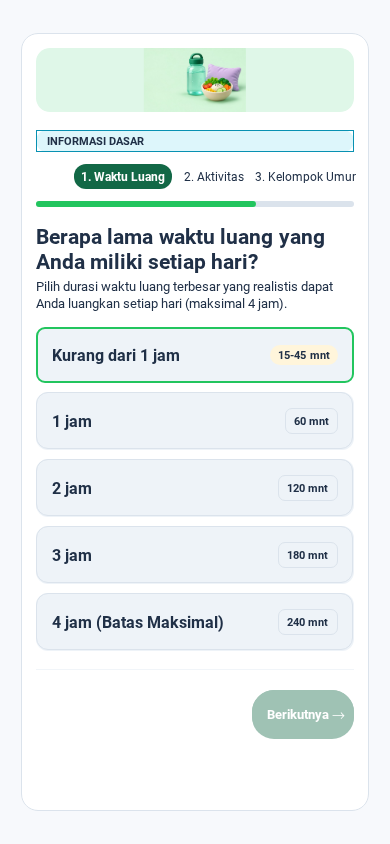 INFORMASI DASAR
1. Waktu Luang 2. Aktivitas 3. Kelompok Umur
Berapa lama waktu luang yang
Anda miliki setiap hari?
Pilih durasi waktu luang terbesar yang realistis dapat
Anda luangkan setiap hari (maksimal 4 jam).
Kurang dari 1 jam 15-45 mnt
1 jam 60 mnt
2 jam 120 mnt
3 jam 180 mnt
4 jam (Batas Maksimal) 240 mnt
Berikutnya →